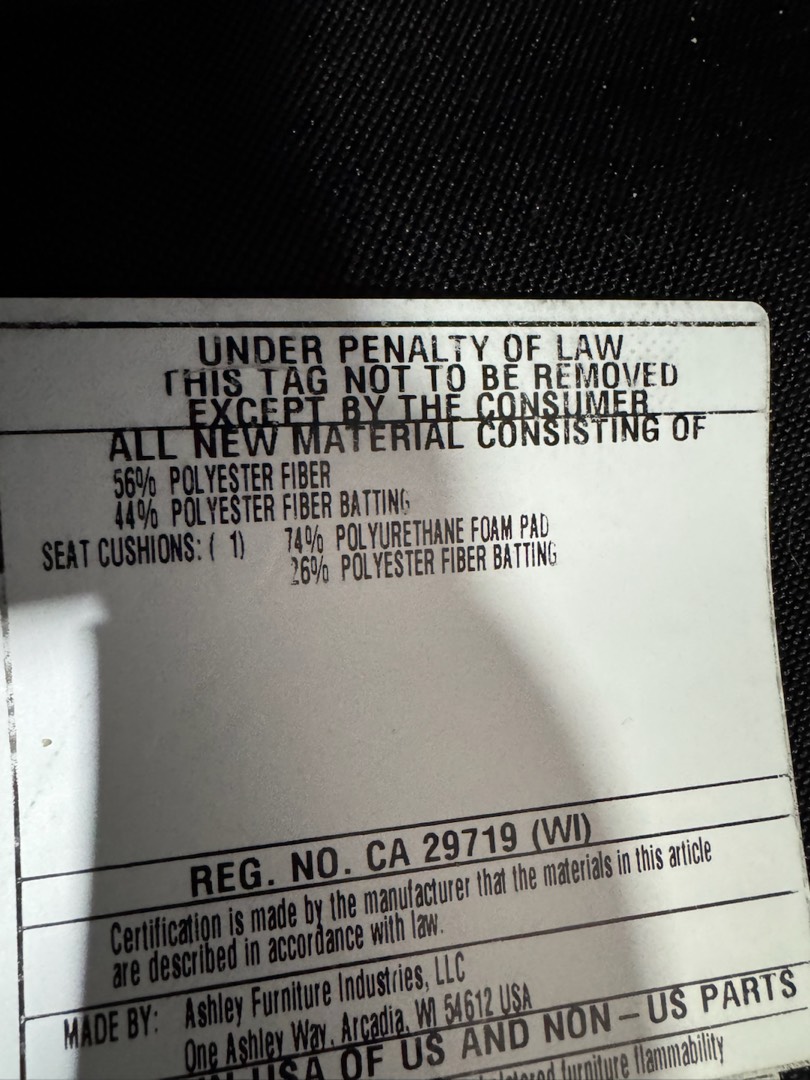 UNDER PENALTY OF LAW
THIS TAG NOT TO BE REMOVED
EXCEPT BY THE CONSUMER
ALL NEW MATERIAL CONSISTING OF
56% POLYESTER FIBER
44% POLYESTER FIBER BATTING
SEAT CUSHIONS: ( 1) 74% POLYURETHANE FOAM PAD
26% POLYESTER FIBER BATTING
REG. NO. CA 29719 (WI)
Certification is made by the manufacturer that the materials in this article
are described in accordance with law.
MADE BY: Ashley Furniture Industries, LLC
One Ashley Way, Arcadia, WI 54612 USA
USA OF US AND NON-US PARTS
furniture flammability